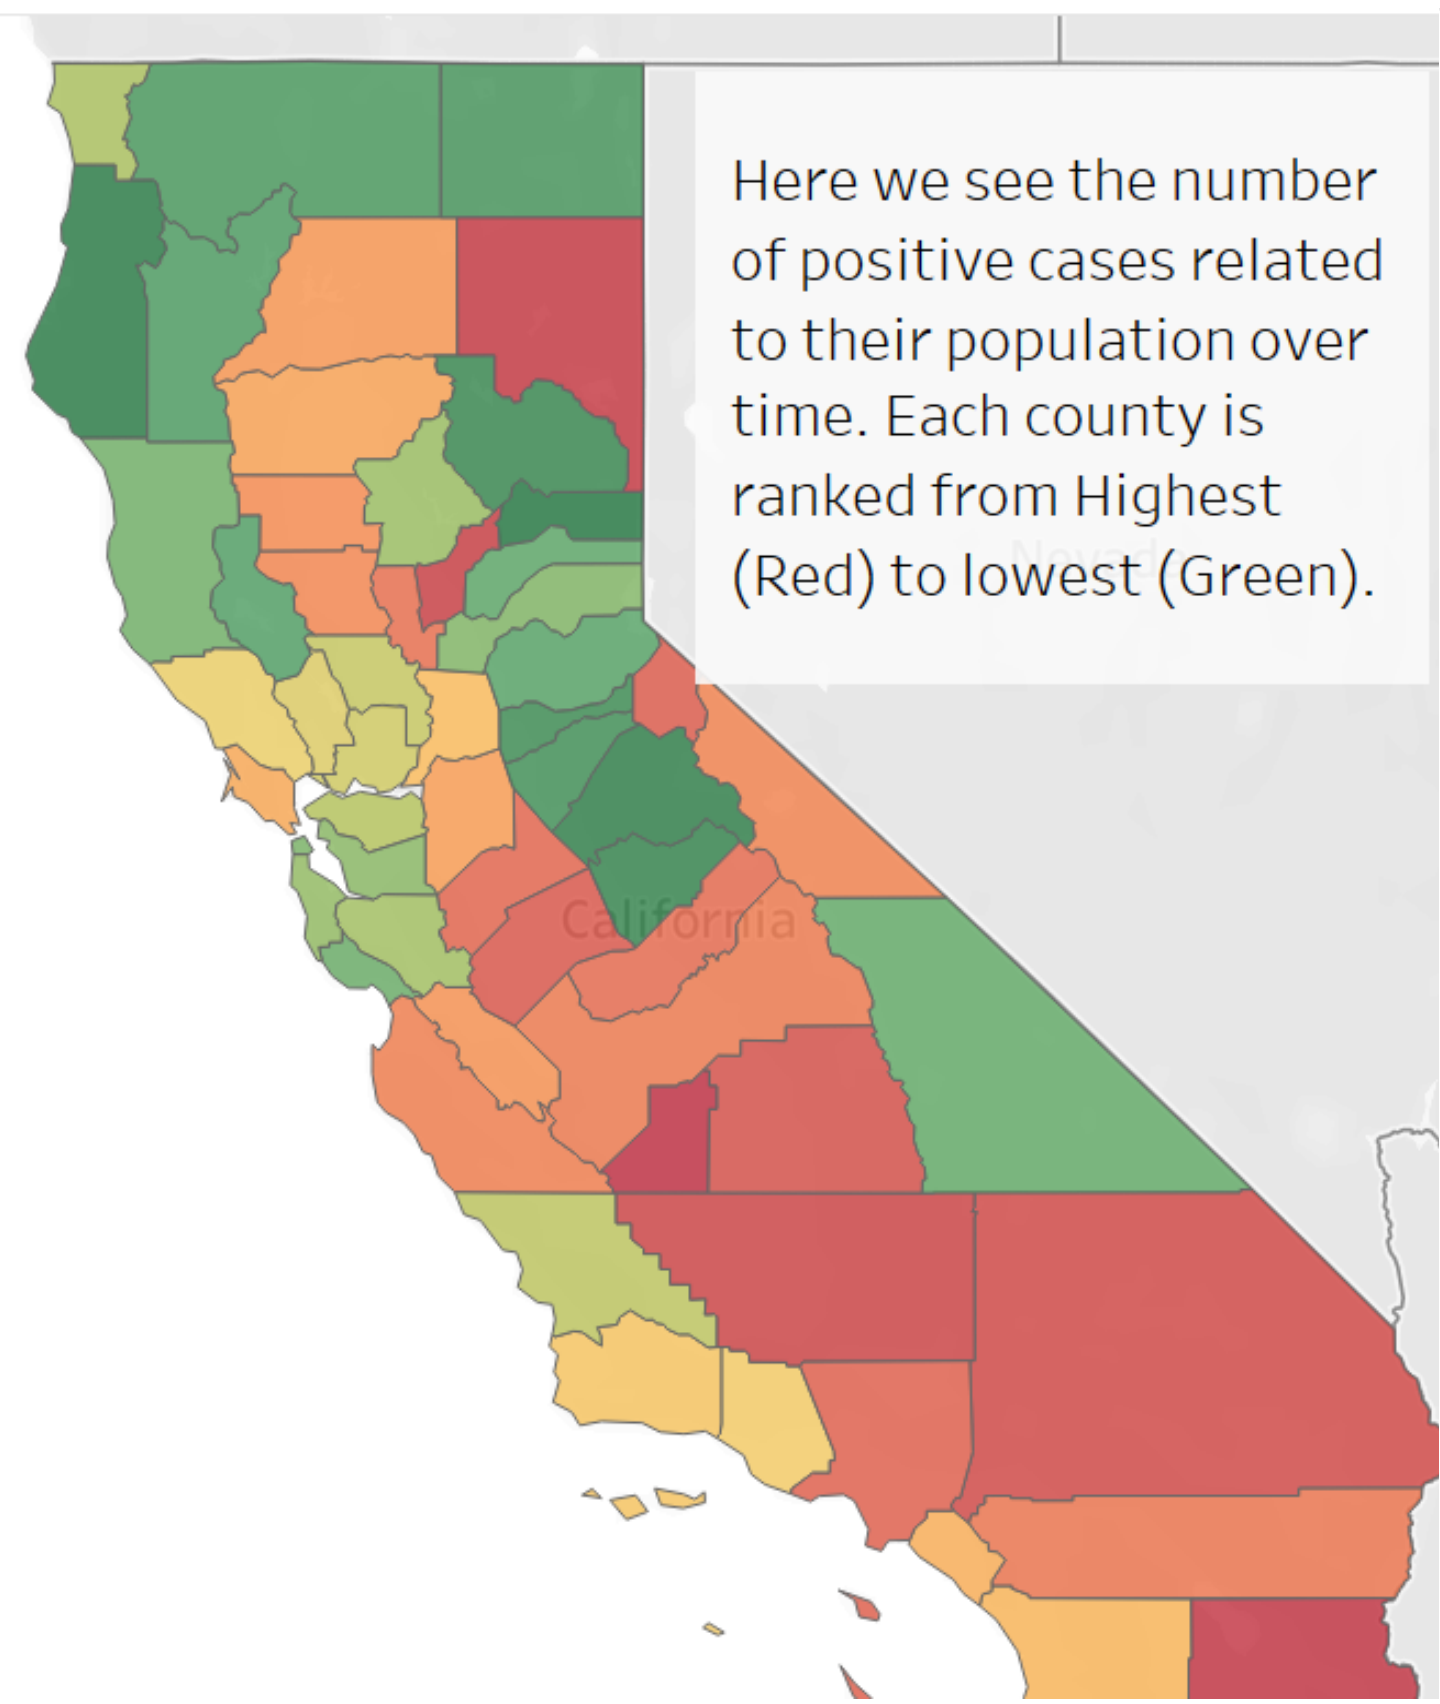 Here we see the number
of positive cases related
to their population over
time. Each county is
ranked from Highest
(Red) to lowest (Green).
Nevada
California